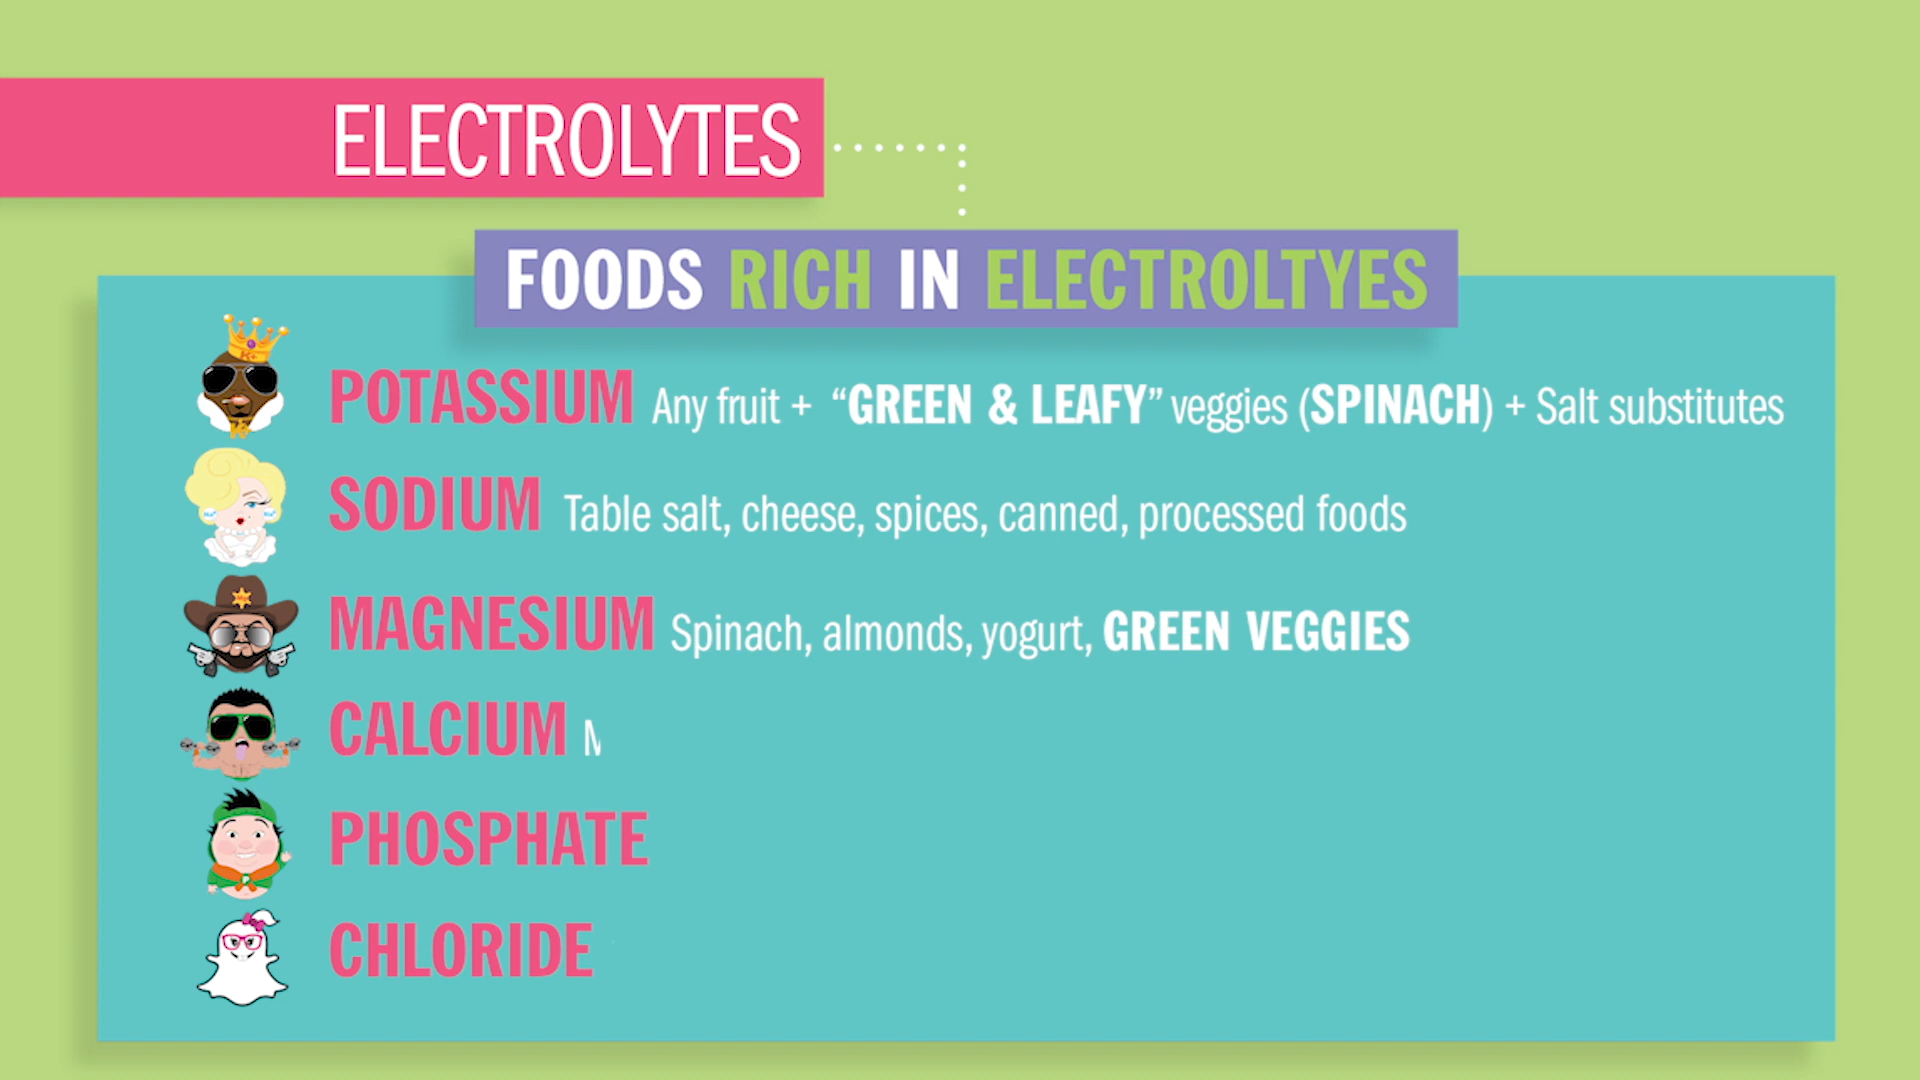 ELECTROLYTES
FOODS RICH IN ELECTROLTYES
POTASSIUM Any fruit + “GREEN & LEAFY” veggies (SPINACH) + Salt substitutes
SODIUM Table salt, cheese, spices, canned, processed foods
MAGNESIUM Spinach, almonds, yogurt, GREEN VEGGIES
CALCIUM
PHOSPHATE
CHLORIDE